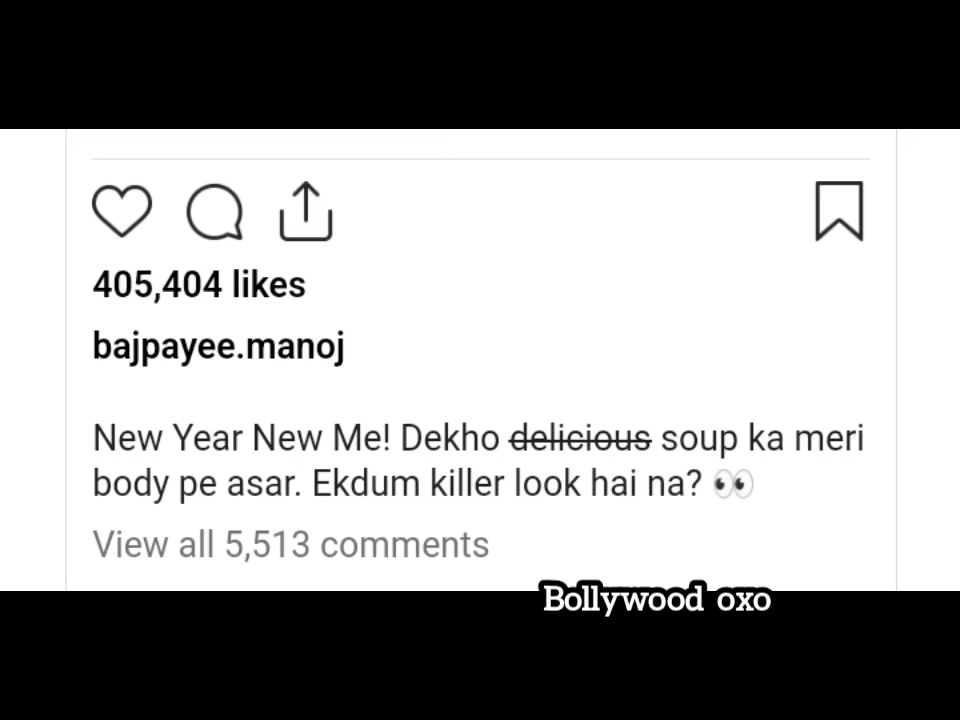 405,404 likes
bajpayee.manoj
New Year New Me! Dekho delicious soup ka meri
body pe asar. Ekdum killer look hai na? 👀
View all 5,513 comments
Bollywood oxo